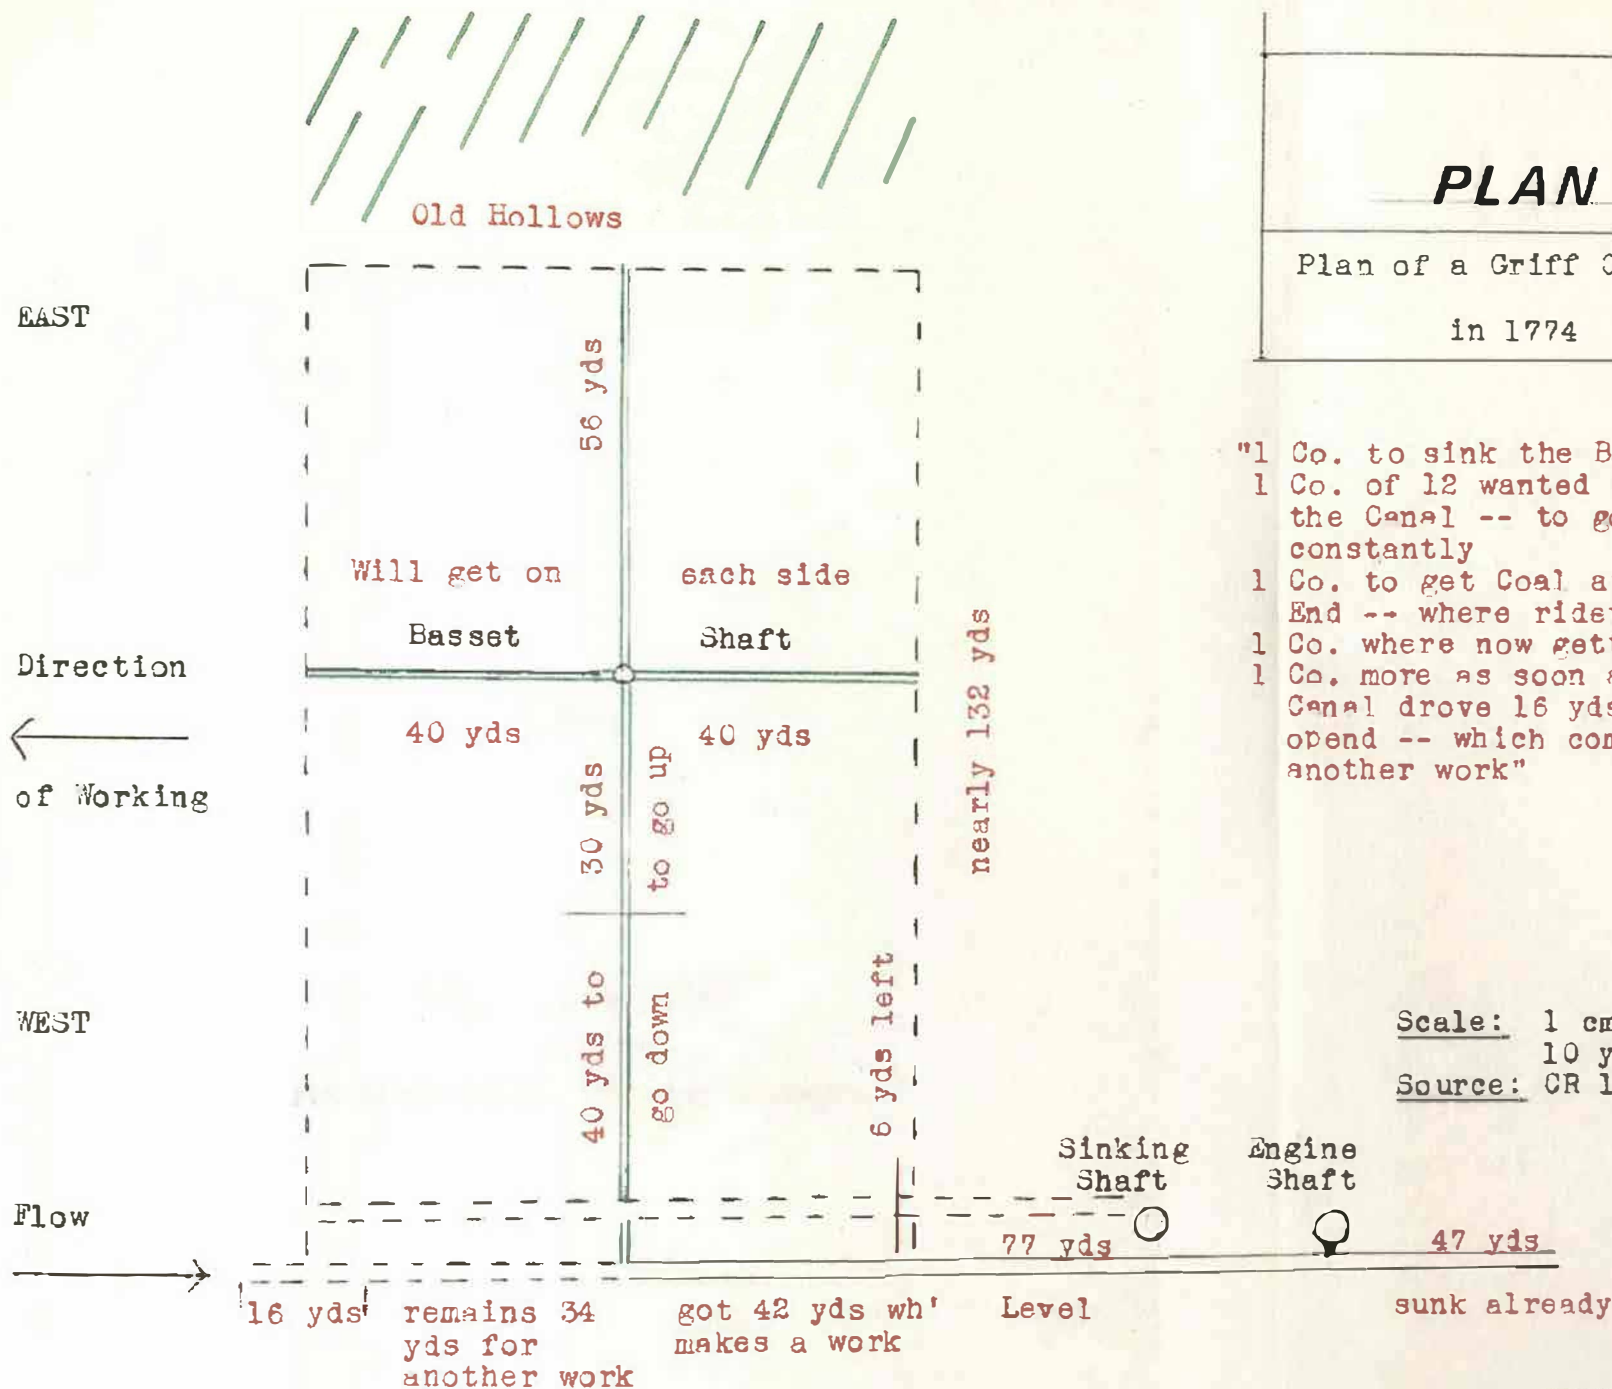 PLAN
Plan of a Griff
in 1774
Old Hollows
EAST
56 yds
"1 Co. to sink the
1 Co. of 12 wanted
the Canal -- to
constantly
1 Co. to get Coal
End -- where
1 Co. where now
1 Co. more as soon
Canal drove 16 yds
opend -- which
another work"
Will get on each side
Basset Shaft
Direction
of Working
40 yds 40 yds
30 yds
to go up
nearly 132 yds
WEST
40 yds to
go down
6 yds left
Scale: 1 cm
10
Source: CR
Sinking
Shaft
Engine
Shaft
Flow
77 yds
47 yds
16 yds
remains 34
yds for
another work
got 42 yds wh'
makes a work
Level
sunk already